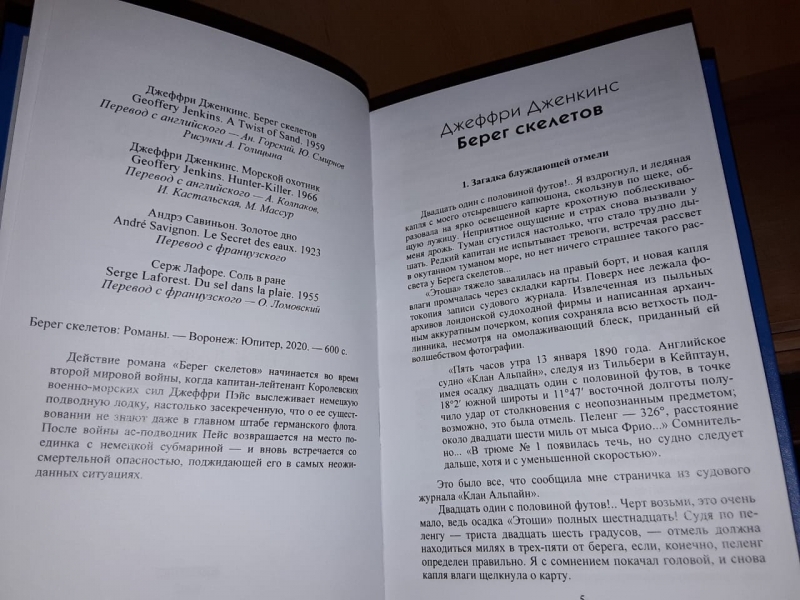 Джеффри Дженкинс. Берег скелетов
Geoffery Jenkins. A Twist of Sand. 1959
Перевод с английского — Ан. Горский, Ю. Смирнов
Рисунки А. Голицына
Джеффри Дженкинс. Морской охотник
Geoffery Jenkins. Hunter-Killer. 1966
Перевод с английского — А. Колпаков,
И. Кастальская, М. Массур
Андрэ Савиньон. Золотое дно
André Savignon. Le Secret des eaux. 1923
Перевод с французского
Серж Лафоре. Соль в ране
Serge Laforest. Du sel dans la plaie. 1955
Перевод с французского — О. Ломовский
Берег скелетов: Романы. — Воронеж: Юпитер, 2020. — 600 с.
Действие романа «Берег скелетов» начинается во время
второй мировой войны, когда капитан-лейтенант Королевских
военно-морских сил Джеффри Пэйс выслеживает немецкую
подводную лодку, настолько засекреченную, что о ее сущест-
вовании не знают даже в главном штабе германского флота.
После войны ас-подводник Пейс возвращается на место по-
единка с немецкой субмариной — и вновь встречается со
смертельной опасностью, поджидающей его в самых неожи-
данных ситуациях.
Джеффри Дженкинс
Берег скелетов
1. Загадка блуждающей отмели
Двадцать один с половиной футов!.. Я вздрогнул, и ледяная
капля с моего отсыревшего капюшона, скользнув по щеке, об-
разовала на ярко освещенной карте крохотную поблескиваю-
щую лужицу. Неприятное ощущение и страх снова вызвали у
меня дрожь. Туман сгустился настолько, что стало трудно ды-
шать. Редкий капитан не испытывает тревоги, встречая рассвет
в окутанном туманом море, но нет ничего страшнее такого рас-
света у Берега скелетов...
«Этоша» тяжело завалилась на правый борт, и новая капля
влаги промчалась через складки карты. Поверх нее лежала фо-
токопия записи судового журнала. Извлеченная из пыльных
архивов лондонской судоходной фирмы и написанная архаич-
ным аккуратным почерком, копия сохраняла всю ветхость под-
линника, несмотря на омолаживающий блеск, приданный ей
волшебством фотографии.
«Пять часов утра 13 января 1890 года. Английское
судно «Клан Альпайн», следуя из Тильбери в Кейптаун,
имея осадку двадцать один с половиной футов, в точке
18°2′ южной широты и 11°47′ восточной долготы полу-
чило удар от столкновения с неопознанным предметом;
возможно, это была отмель. Пеленг — 326°, расстояние
около двадцати шести миль от мыса Фрио...» Сомнитель-
но... «В трюме № 1 появилась течь, но судно следует
дальше, хотя и с уменьшенной скоростью».
Это было все, что сообщила мне страничка из судового
журнала «Клан Альпайн».
Двадцать один с половиной футов!.. Черт возьми, это очень
мало, ведь осадка «Этоши» полных шестнадцать! Судя по пе-
ленгу — триста двадцать шесть градусов, — отмель должна
находиться милях в трех-пяти от берега, если, конечно, пеленг
определен правильно. Я с сомнением покачал головой, и снова
капля влаги щелкнула о карту.
5